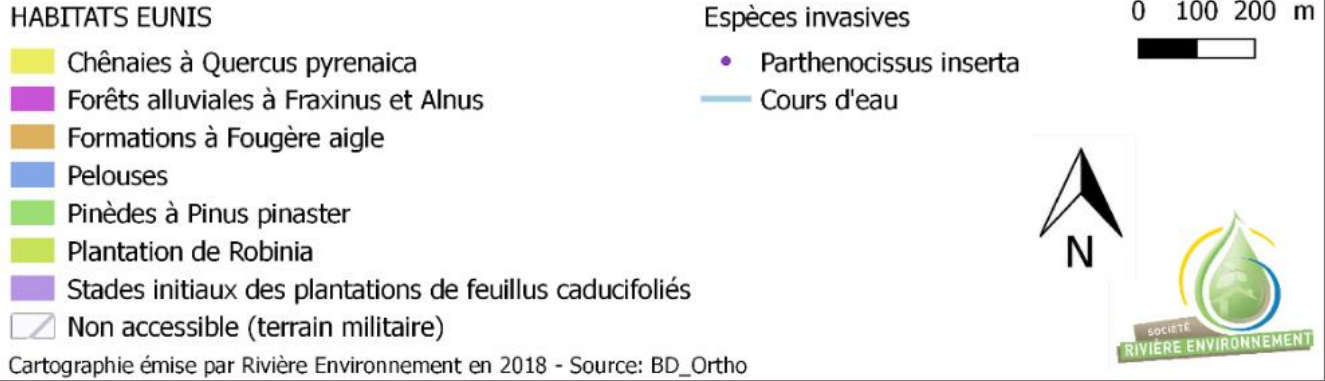 HABITATS EUNIS
Chênaies à Quercus pyrenaica
Forêts alluviales à Fraxinus et Alnus
Formations à Fougère aigle
Pelouses
Pinèdes à Pinus pinaster
Plantation de Robinia
Stades initiaux des plantations de feuillus caducifoliés
Non accessible (terrain militaire)
Cartographie émise par Rivière Environnement en 2018 - Source: BD_Ortho
Espèces invasives
Parthenocissus inserta
Cours d'eau
0 100 200 m
N
SOCIÉTÉ
RIVIÈRE ENVIRONNEMENT